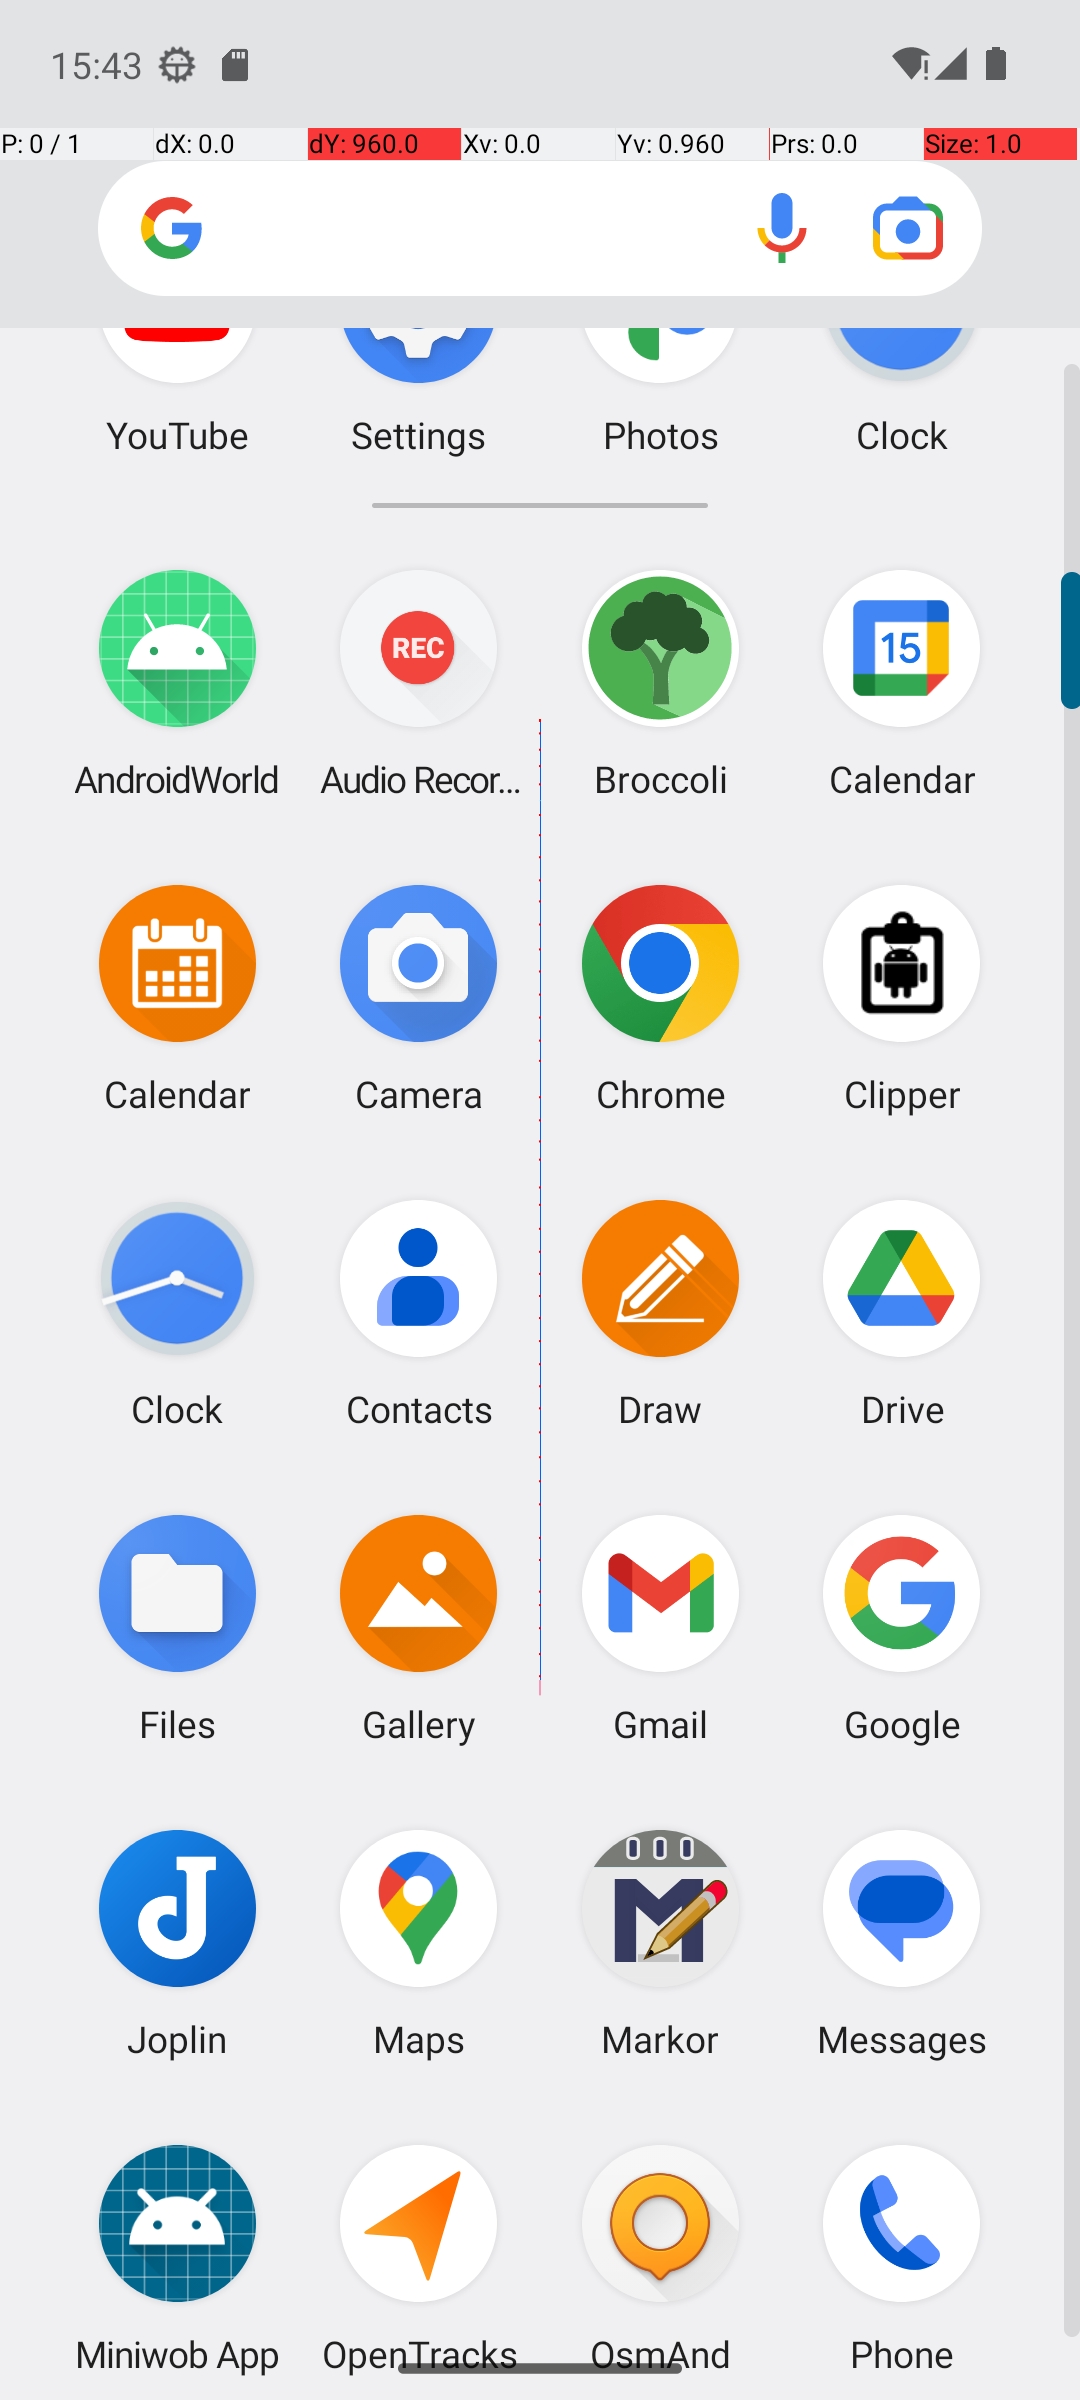 15:43
P: 0 / 1 dX: 0.0 dY: 960.0 Xv: 0.0 Yv: 0.960 Prs: 0.0 Size: 1.0
YouTube Settings Photos Clock
REC
15
AndroidWorld Audio Recor... Broccoli Calendar
Calendar Camera Chrome Clipper
Clock Contacts Draw Drive
Files Gallery Gmail Google
Joplin Maps Markor Messages
Miniwob App OpenTracks OsmAnd Phone